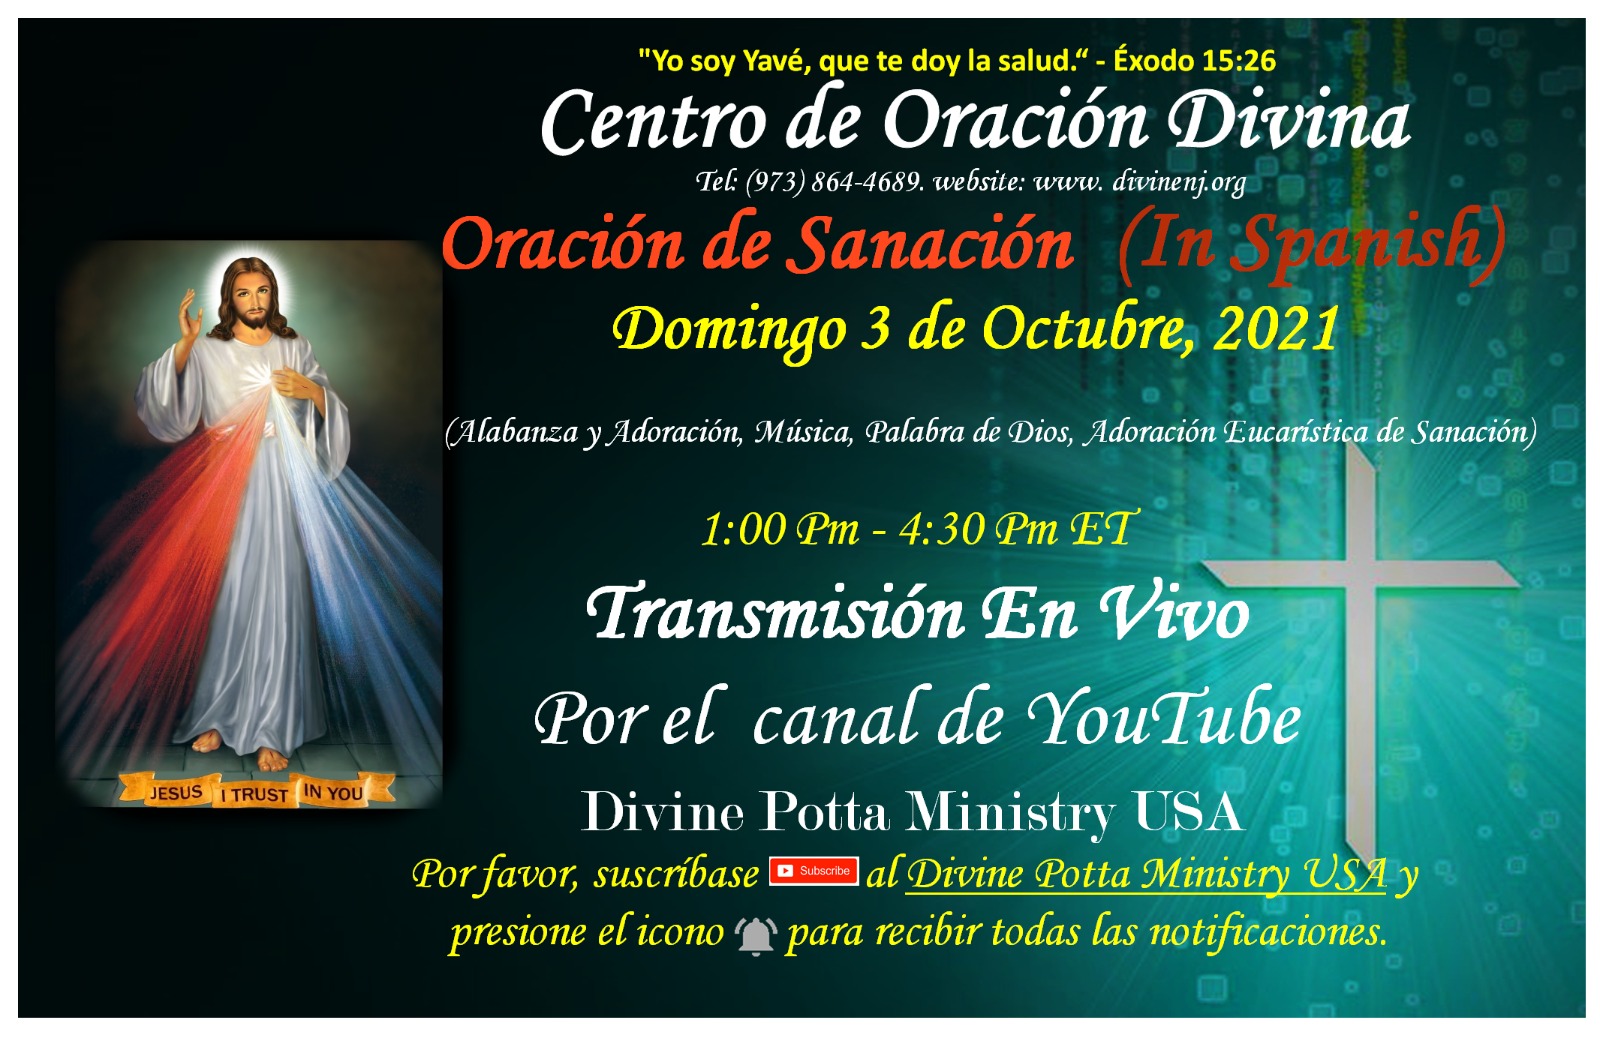 "Yo soy Yavé, que te doy la salud.“ - Éxodo 15:26
Centro de Oración Divina
Tel: (973) 864-4689. website: www. divinenj.org
Oración de Sanación (In Spanish)
Domingo 3 de Octubre, 2021
(Alabanza y Adoración, Música, Palabra de Dios, Adoración Eucarística de Sanación)
1:00 Pm - 4:30 Pm ET
Transmisión En Vivo
Por el canal de YouTube
Divine Potta Ministry USA
Por favor, suscríbase Subscribe al Divine Potta Ministry USA y
presione el icono para recibir todas las notificaciones.
JESUS I TRUST IN YOU